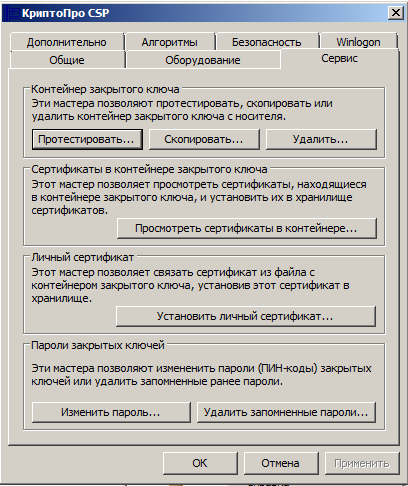 КриптоПро CSP
Дополнительно Алгоритмы Безопасность Winlogon
Общие Оборудование Сервис
Контейнер закрытого ключа
Эти мастера позволяют протестировать, скопировать или
удалить контейнер закрытого ключа с носителя.
Протестировать... Скопировать... Удалить...
Сертификаты в контейнере закрытого ключа
Этот мастер позволяет просмотреть сертификаты, находящиеся
в контейнере закрытого ключа, и установить их в хранилище
сертификатов.
Просмотреть сертификаты в контейнере...
Личный сертификат
Этот мастер позволяет связать сертификат из файла с
контейнером закрытого ключа, установив этот сертификат в
хранилище.
Установить личный сертификат...
Пароли закрытых ключей
Эти мастера позволяют измененить пароли (ПИН-коды) закрытых
ключей или удалить запомненные ранее пароли.
Изменить пароль... Удалить запомненные пароли...
ОК Отмена Применить